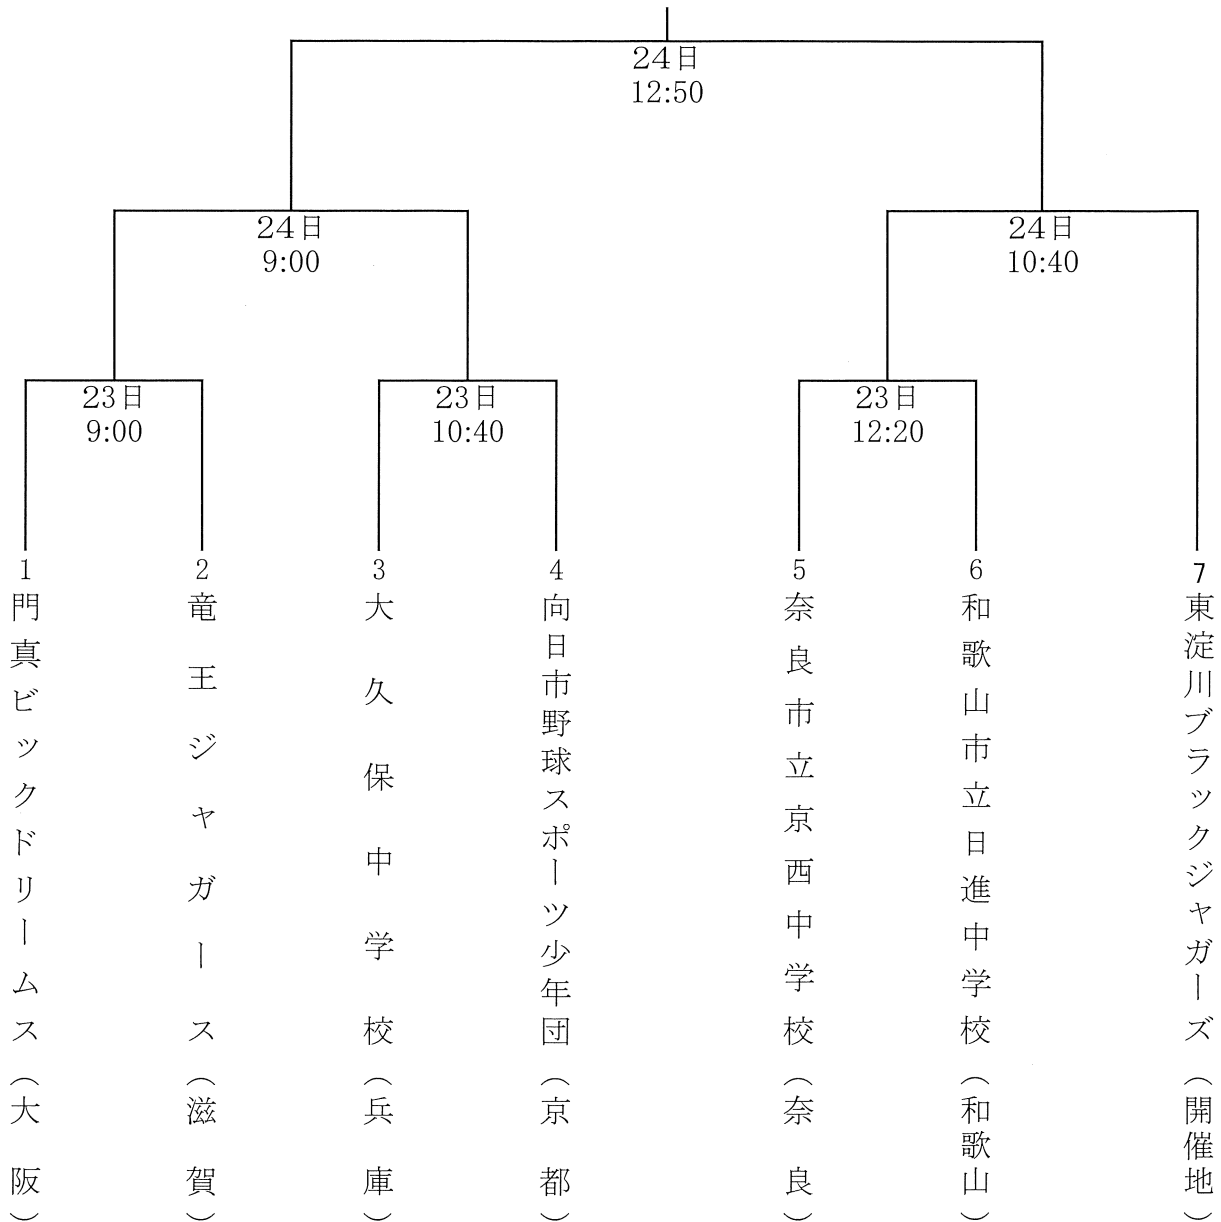 24日
12:50
24日
9:00
24日
10:40
23日
9:00
23日
10:40
23日
12:20
1
門真ビックドリームス（大阪）
2
竜王ジャガース（滋賀）
3
大久保中学校（兵庫）
4
向日市野球スポーツ少年団（京都）
5
奈良市立京西中学校（奈良）
6
和歌山市立日進中学校（和歌山）
7
東淀川ブラックジャガーズ（開催地）